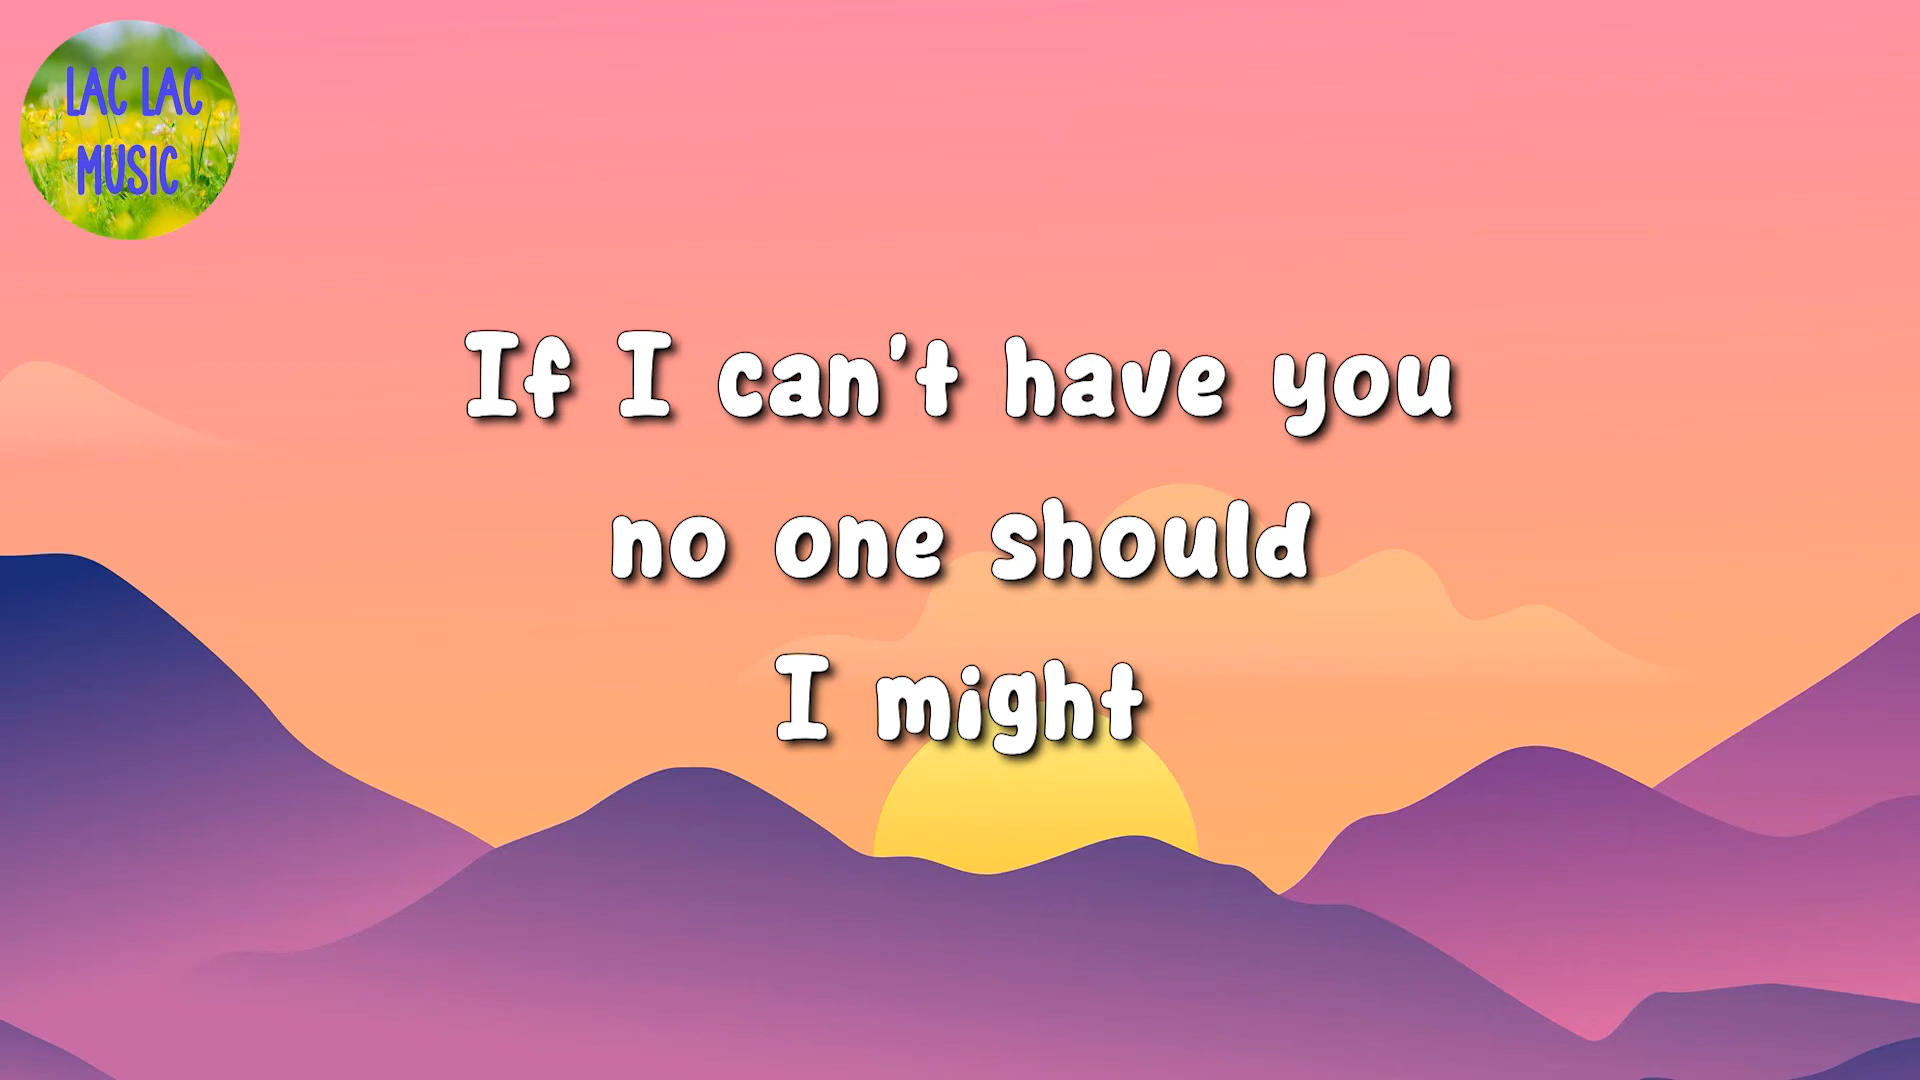 LAC LAC
MUSIC
If I can't have you
no one should
I might